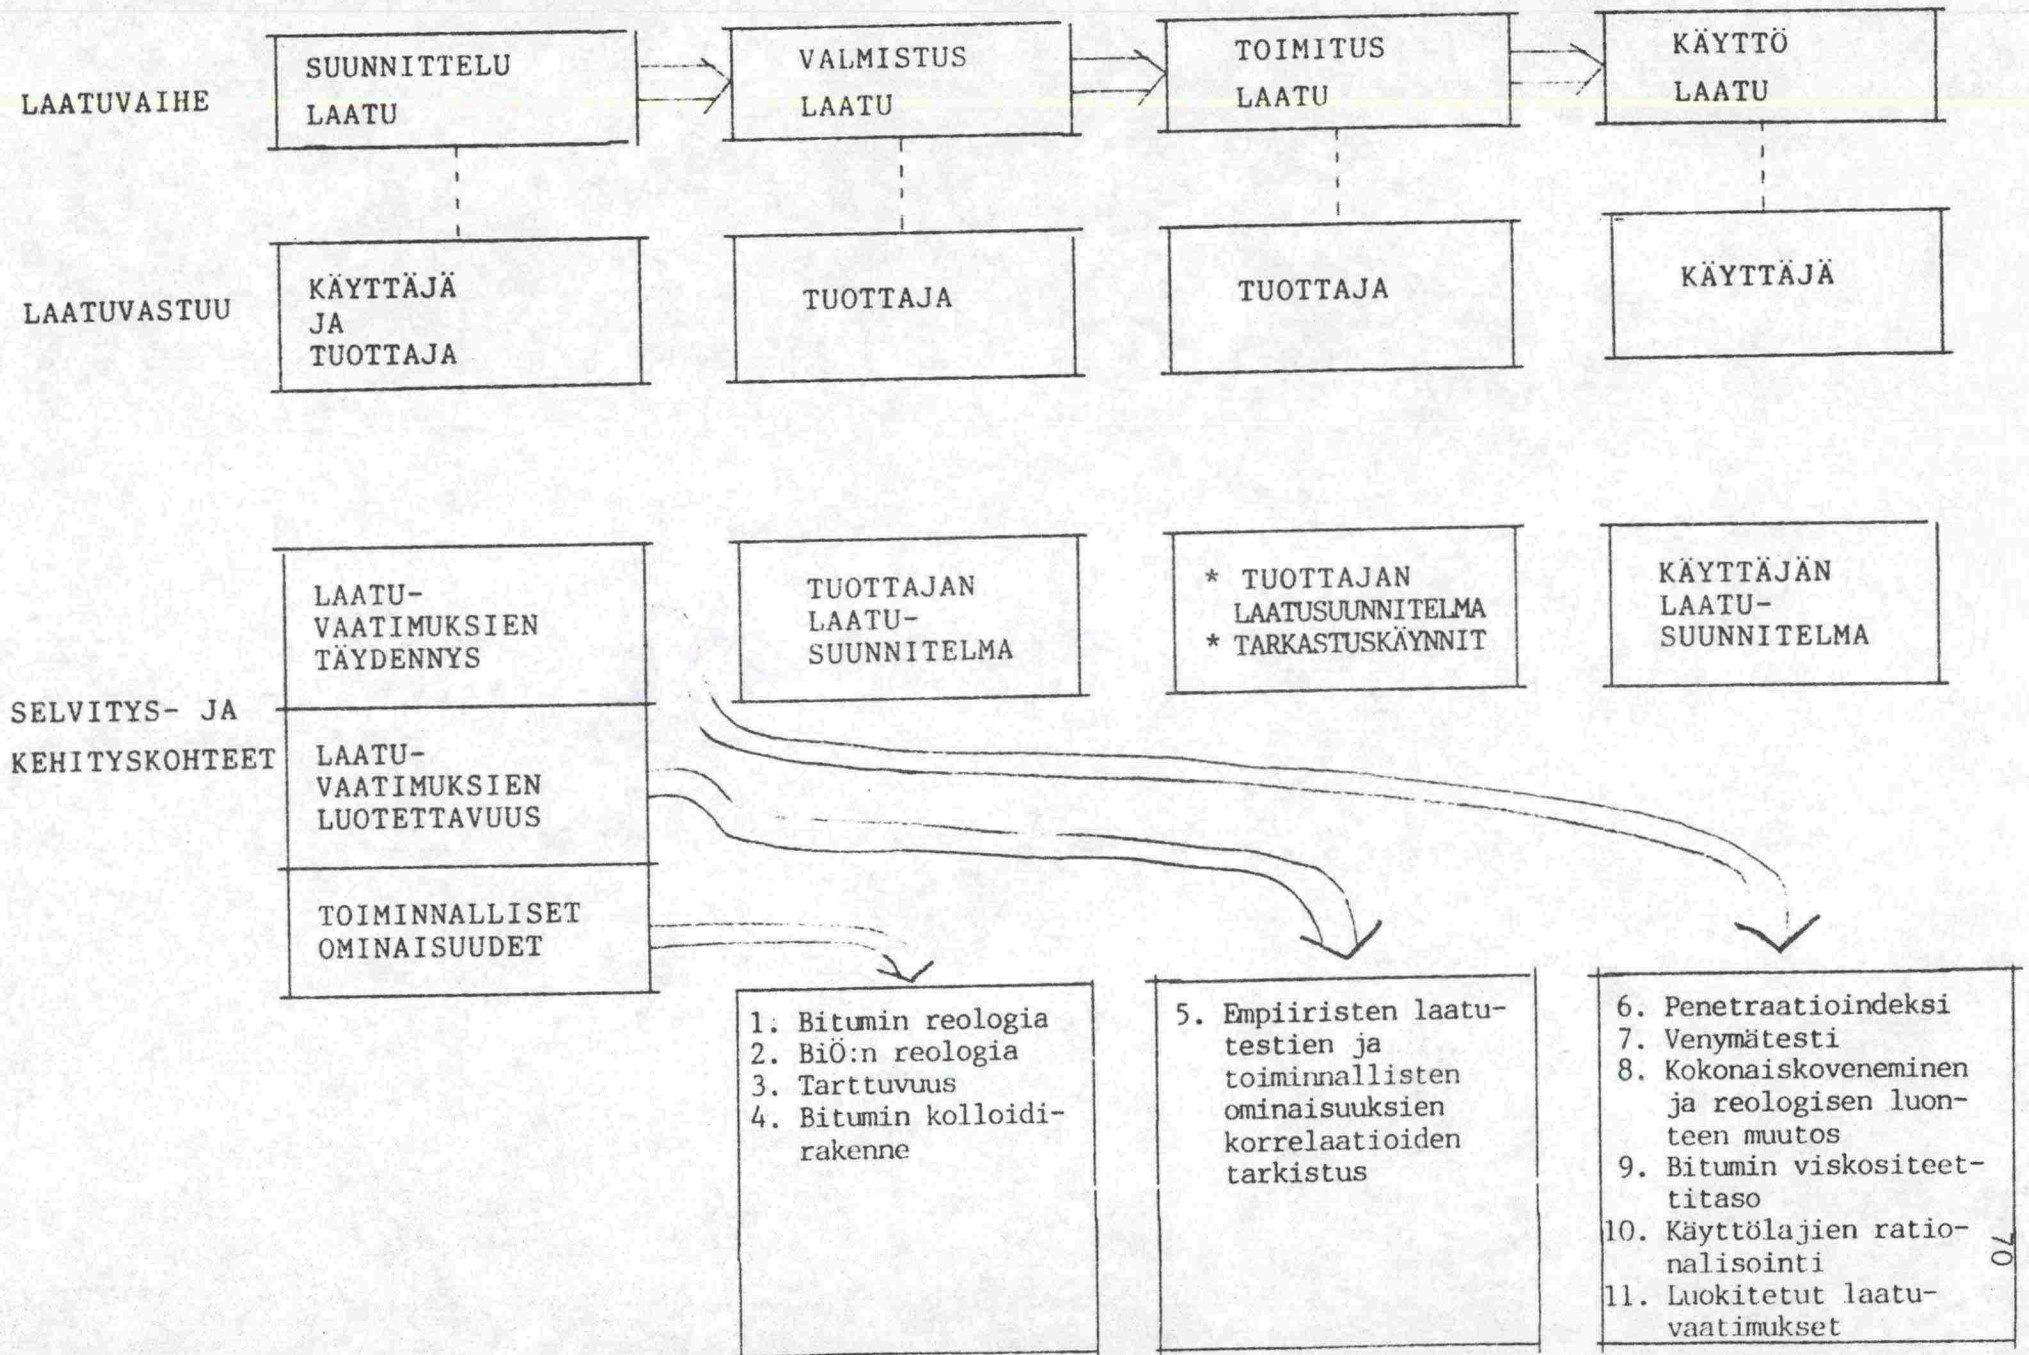 LAATUVAIHE
SUUNNITTELU
LAATU
VALMISTUS
LAATU
TOIMITUS
LAATU
KÄYTTÖ
LAATU
LAATUVASTUU
KÄYTTÄJÄ
JA
TUOTTAJA
TUOTTAJA
TUOTTAJA
KÄYTTÄJÄ
SELVITYS- JA
KEHITYSKOHTEET
LAATU-
VAATIMUKSIEN
TÄYDENNYS
TUOTTAJAN
LAATU-
SUUNNITELMA
* TUOTTAJAN
LAATUSUUNNITELMA
* TARKASTUSKÄYNNIT
KÄYTTÄJÄN
LAATU-
SUUNNITELMA
LAATU-
VAATIMUKSIEN
LUOTETTAVUUS
TOIMINNALLISET
OMINAISUUDET
1. Bitumin reologia
2. BiÖ:n reologia
3. Tarttuvuus
4. Bitumin kolloidi-
rakenne
5. Empiiristen laatu-
testien ja
toiminnallisten
ominaisuuksien
korrelaatioiden
tarkistus
6. Penetraatioindeksi
7. Venymätesti
8. Kokonaiskoveneminen
ja reologisen luon-
teen muutos
9. Bitumin viskositeet-
titaso
10. Käyttölajien ratio-
nalisointi
11. Luokitetut laatu-
vaatimukset
70